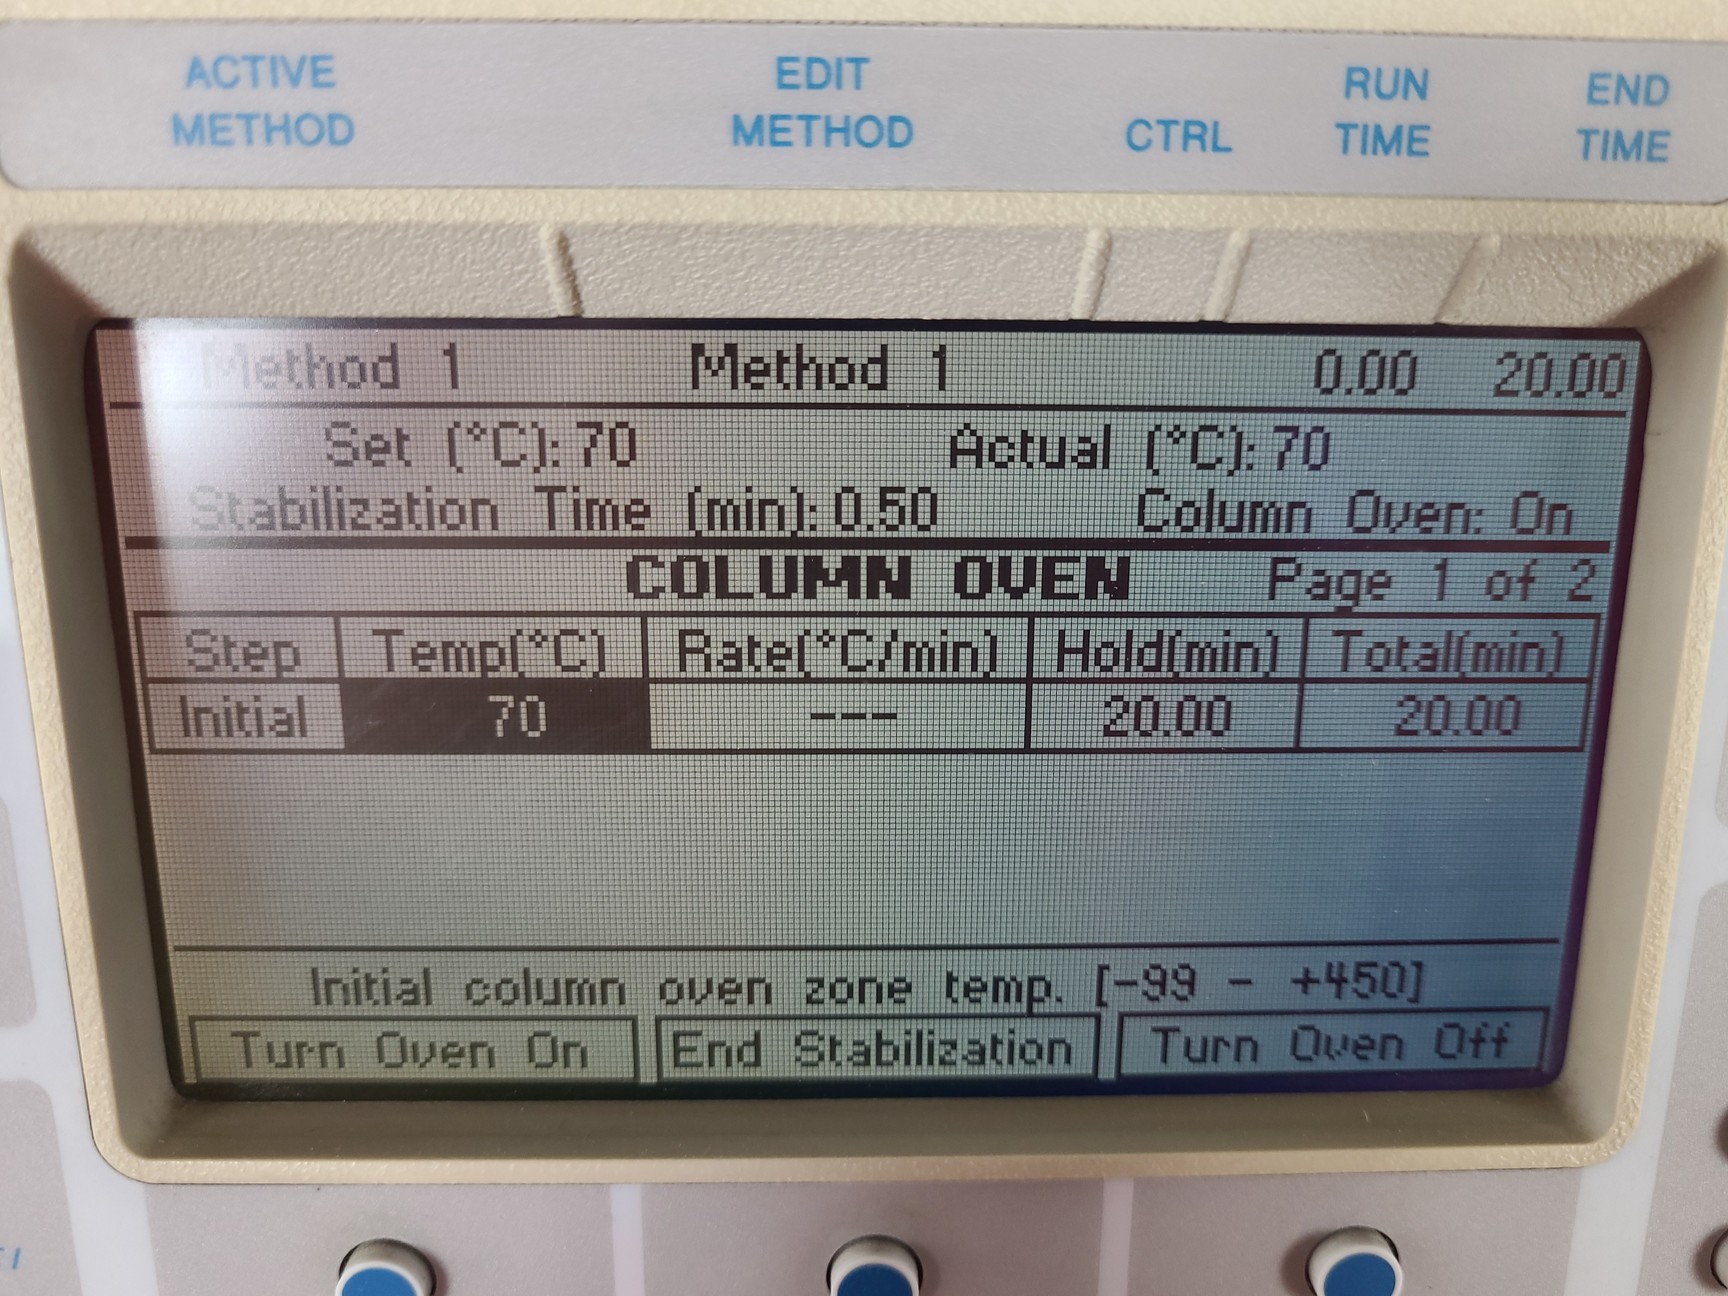 ACTIVE METHOD EDIT METHOD CTRL RUN TIME END TIME
Method 1 Method 1 0.00 20.00
Set (°C): 70 Actual (°C): 70
Stabilization Time (min): 0.50 Column Oven: On
COLUMN OVEN Page 1 of 2
Step Temp(°C) Rate(°C/min) Hold(min) Total(min)
Initial 70 --- 20.00 20.00
Initial column oven zone temp. [-99 - +450]
Turn Oven On End Stabilization Turn Oven Off